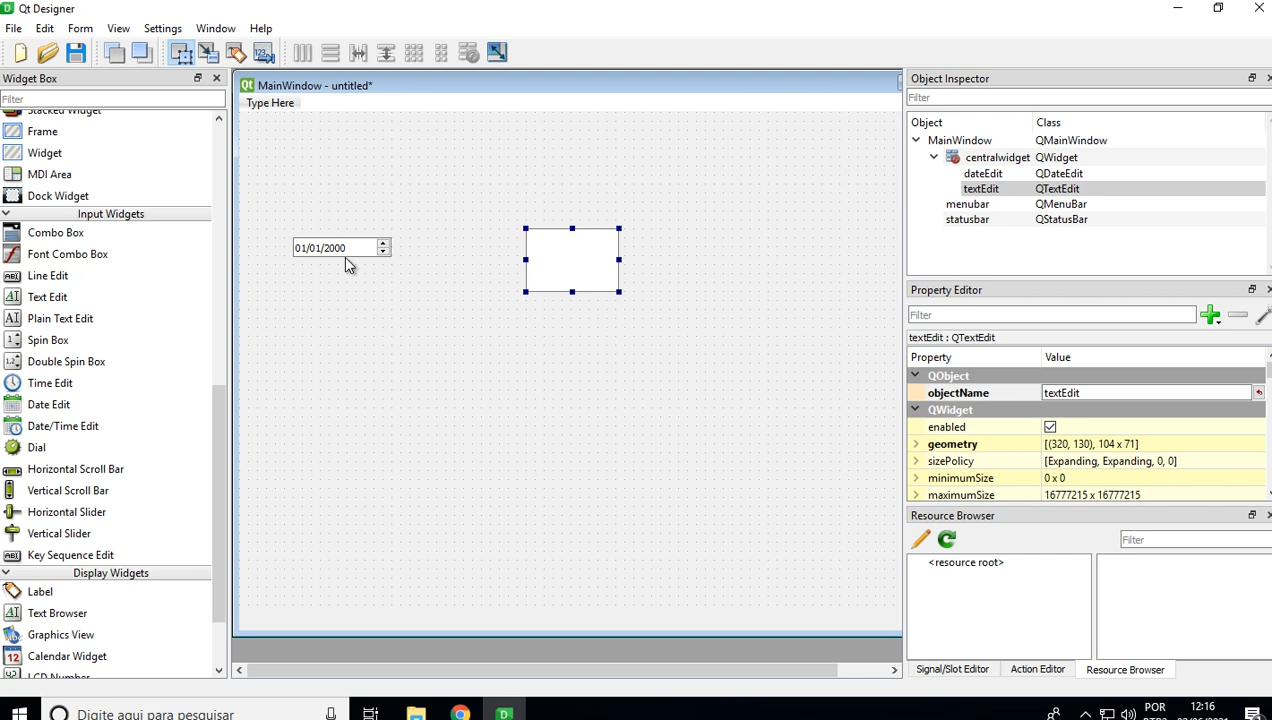 Qt Designer
File Edit Form View Settings Window Help
Widget Box
Filter
Stacked Widget
Frame
Widget
MDI Area
Dock Widget
Input Widgets
Combo Box
Font Combo Box
Line Edit
Text Edit
Plain Text Edit
Spin Box
Double Spin Box
Time Edit
Date Edit
Date/Time Edit
Dial
Horizontal Scroll Bar
Vertical Scroll Bar
Horizontal Slider
Vertical Slider
Key Sequence Edit
Display Widgets
Label
Text Browser
Graphics View
Calendar Widget
LCD Number
MainWindow - untitled*
Type Here
01/01/2000
Object Inspector
Filter
Object Class
MainWindow QMainWindow
centralwidget QWidget
dateEdit QDateEdit
textEdit QTextEdit
menubar QMenuBar
statusbar QStatusBar
Property Editor
Filter
textEdit : QTextEdit
Property Value
QObject
objectName textEdit
QWidget
enabled
geometry [(320, 130), 104 x 71]
sizePolicy [Expanding, Expanding, 0, 0]
minimumSize 0 x 0
maximumSize 16777215 x 16777215
Resource Browser
Filter
<resource root>
Signal/Slot Editor Action Editor Resource Browser
Digite aqui para pesquisar
POR
12:16